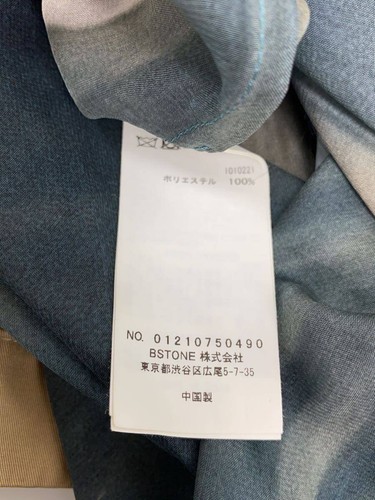 1010221
ポリエステル 100%
NO. 01210750490
BSTONE 株式会社
東京都渋谷区広尾5-7-35
中国製